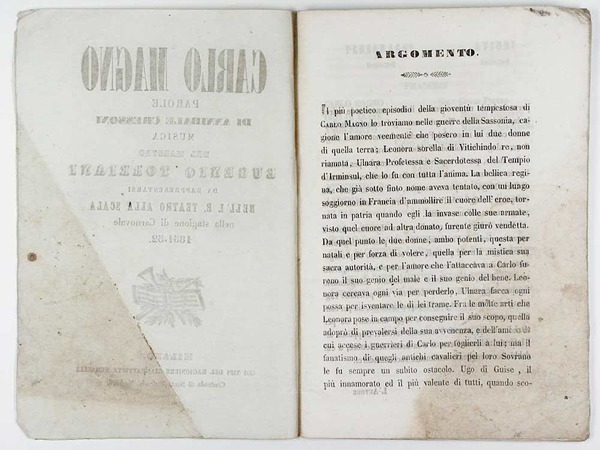 CARLO MAGNO
PAROLE
DI ANNIBALE CRESSONI
MUSICA
DEL MAESTRO
EUGENIO TORRIANI
DA RAPPRESENTARSI
NELL'I. R. TEATRO ALLA SCALA
nella stagione di Carnovale
1851-52.
MILANO
ARGOMENTO.
Il più poetico episodio della gioventù tempestosa di
CARLO MAGNO lo troviamo nelle guerre della Sassonia, ca-
gione l'amore veemente che posero in lui due donne
di quella terra; Leonora sorella di Vitichindo re, non
riamata, Ulnara Profetessa e Sacerdotessa del Tempio
d'Irminsul, che lo fu con tutta l'anima. La bellica regi-
na, che già sotto finto nome aveva tentato, con un lungo
soggiorno in Francia d'ammollire il cuore dell'eroe, tor-
nata in patria quando egli la invase colle sue armate,
visto quel cuore ad altra donato, furente giurò vendetta.
Da quel punto le due donne, ambo potenti, questa per
natali e per forza di volere, quella per la mistica sua
sacra autorità, e per l'amore che l'attaccava a Carlo fu-
rono il suo genio del male e il suo genio del bene. Leo-
nora cercava ogni via per perderlo, Ulnara facea ogni
possa per isventare le di lei trame. Fra le molte arti che
Leonora pose in campo per conseguire il suo scopo, quella
adoprò di prevalersi della sua avvenenza, e dell'amor di
cui accese i guerrieri di Carlo per toglierli a lui; ma il
fanatismo di quegli antichi cavalieri pel loro Sovrano
le fu sempre un subito ostacolo. Ugo di Guise, il
più innamorato ed il più valente di tutti, quando sco-